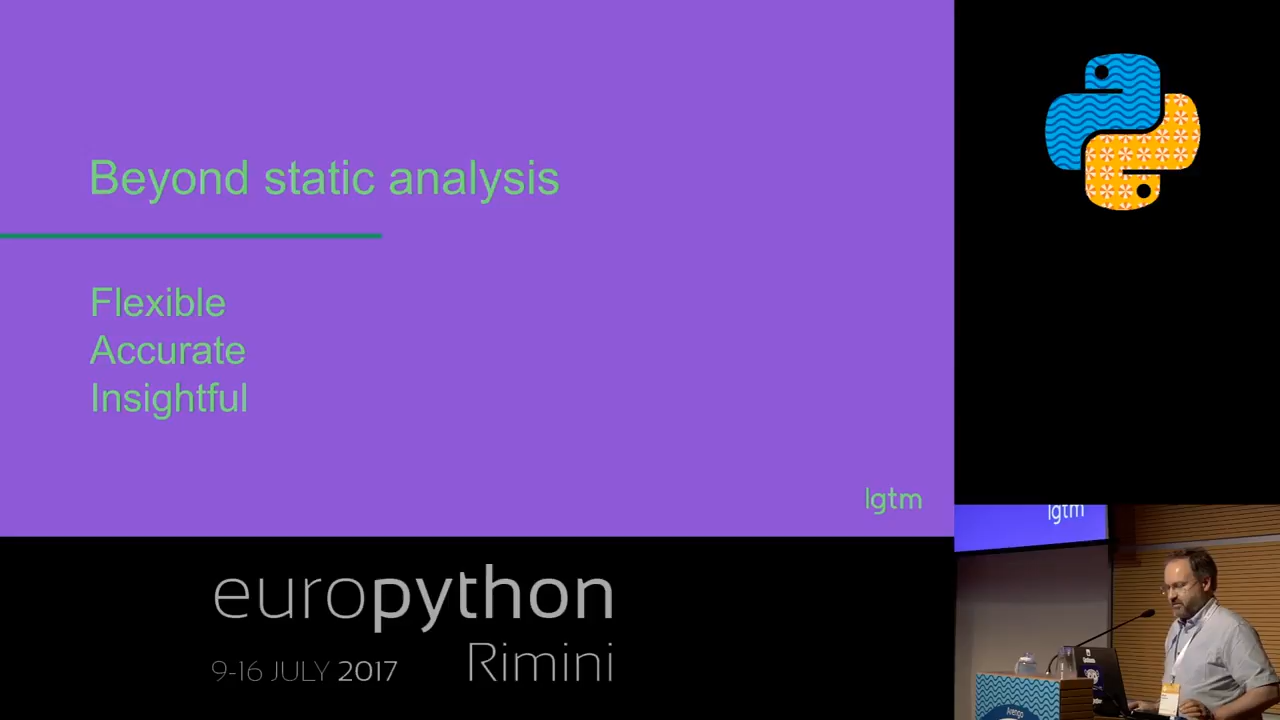 Beyond static analysis
Flexible
Accurate
Insightful
lgtm
europython
9-16 JULY 2017
Rimini
lgtm